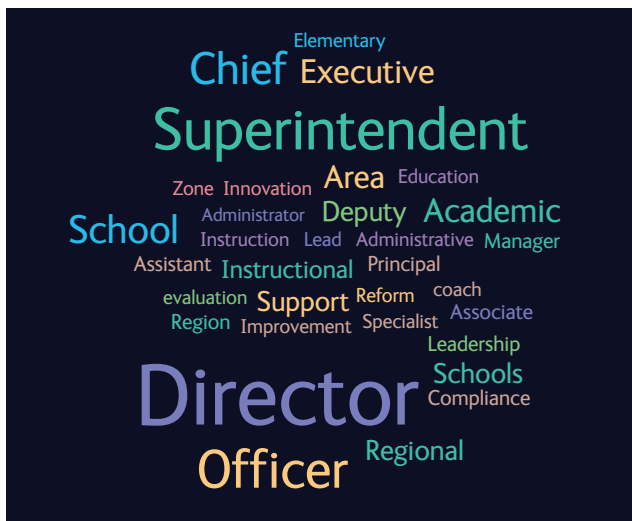 Elementary
Chief Executive
Superintendent
Area Education
Zone Innovation
School Administrator Deputy Academic
Instruction Lead Administrative Manager
Assistant Instructional Principal
evaluation Support Reform coach
Region Improvement Specialist Associate
Leadership
Director Schools
Compliance
Officer Regional